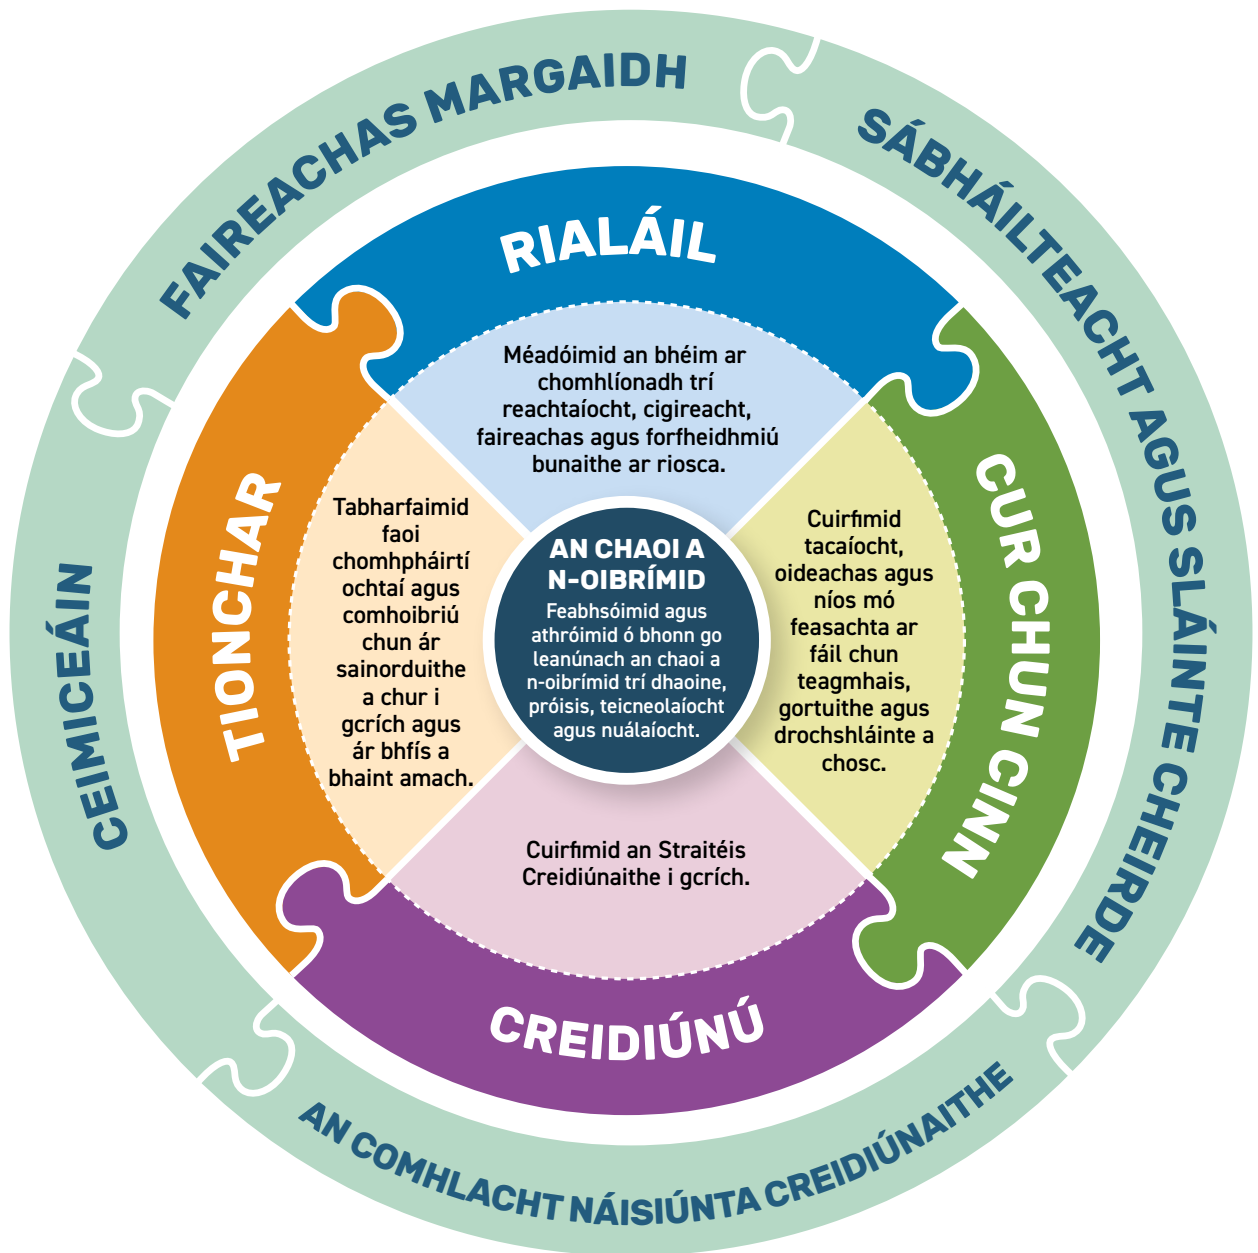 FAIREACHAS MARGAIDH
SÁBHÁILTEACHT AGUS SLÁINTE CHEIRDE
CEIMICEÁIN
AN COMHLACHT NÁISIÚNTA CREIDIÚNAITHE
RIALÁIL
Méadóimid an bhéim ar
chomhlíonadh trí
reachtaíocht, cigireacht,
faireachas agus forfheidhmiú
bunaithe ar riosca.
TIONCHAR
Tabharfaimid
faoi
chomhpháirtí
ochtaí agus
comhoibriú
chun ár
sainorduithe
a chur i
gcrích agus
ár bhfís a
bhaint amach.
AN CHAOI A
N-OIBRÍMID
Feabhsóimid agus
athróimid ó bhonn go
leanúnach an chaoi a
n-oibrímid trí dhaoine,
próisis, teicneolaíocht
agus nuálaíocht.
CUR CHUN CINN
Cuirfimid
tacaíocht,
oideachas agus
níos mó
feasachta ar
fáil chun
teagmhais,
gortuithe agus
drochshláinte a
chosc.
Cuirfimid an Straitéis
Creidiúnaithe i gcrích.
CREIDIÚNÚ